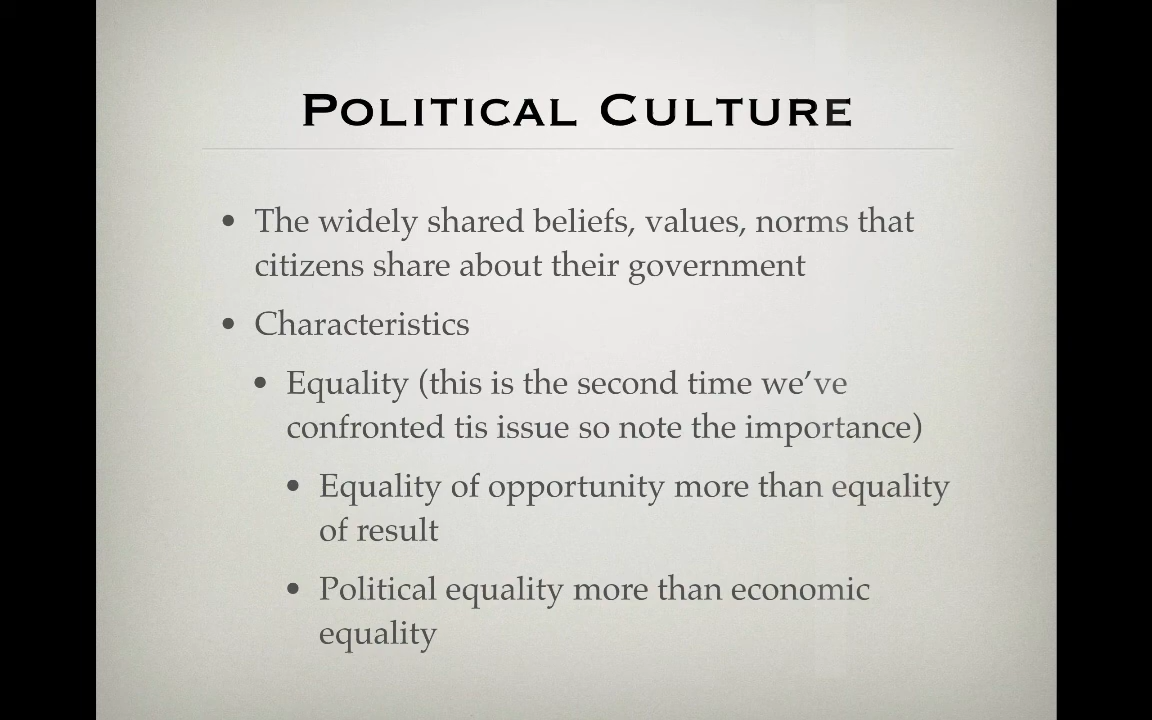 Political Culture
• The widely shared beliefs, values, norms that
citizens share about their government
• Characteristics
• Equality (this is the second time we’ve
confronted tis issue so note the importance)
• Equality of opportunity more than equality
of result
• Political equality more than economic
equality